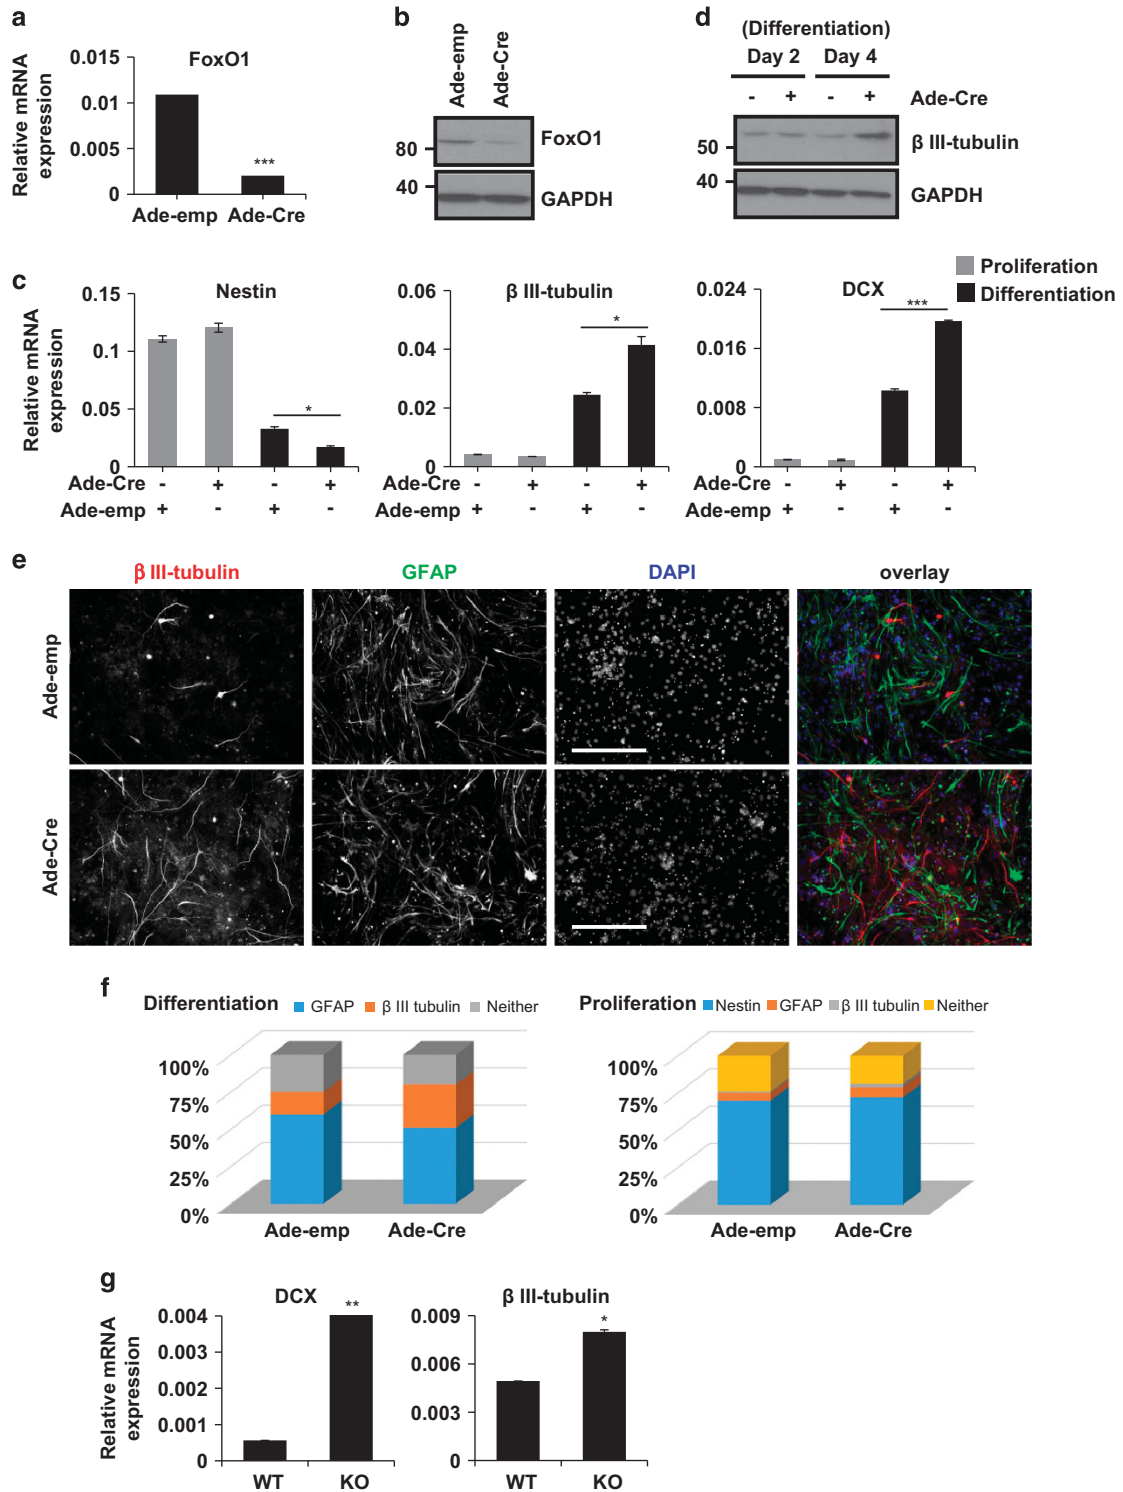 a
FoxO1
Relative mRNA
expression
0.015
0.01
0.005
0
***
Ade-emp Ade-Cre
b
Ade-emp
Ade-Cre
80
FoxO1
40
GAPDH
d
(Differentiation)
Day 2 Day 4
- + - + Ade-Cre
50
β III-tubulin
40
GAPDH
c
Proliferation
Differentiation
Nestin
Relative mRNA
expression
0.15
0.1
0.05
0
*
Ade-Cre - + - +
Ade-emp + - + -
β III-tubulin
0.06
0.04
0.02
0
*
Ade-Cre - + - +
Ade-emp + - + -
DCX
0.024
0.016
0.008
0
***
Ade-Cre - + - +
Ade-emp + - + -
e
β III-tubulin GFAP DAPI overlay
Ade-emp
Ade-Cre
f
Differentiation GFAP β III tubulin Neither
100%
75%
50%
25%
0%
Ade-emp Ade-Cre
Proliferation Nestin GFAP β III tubulin Neither
100%
75%
50%
25%
0%
Ade-emp Ade-Cre
g
DCX
Relative mRNA
expression
0.004
0.003
0.002
0.001
0
**
WT KO
β III-tubulin
0.009
0.006
0.003
0
*
WT KO